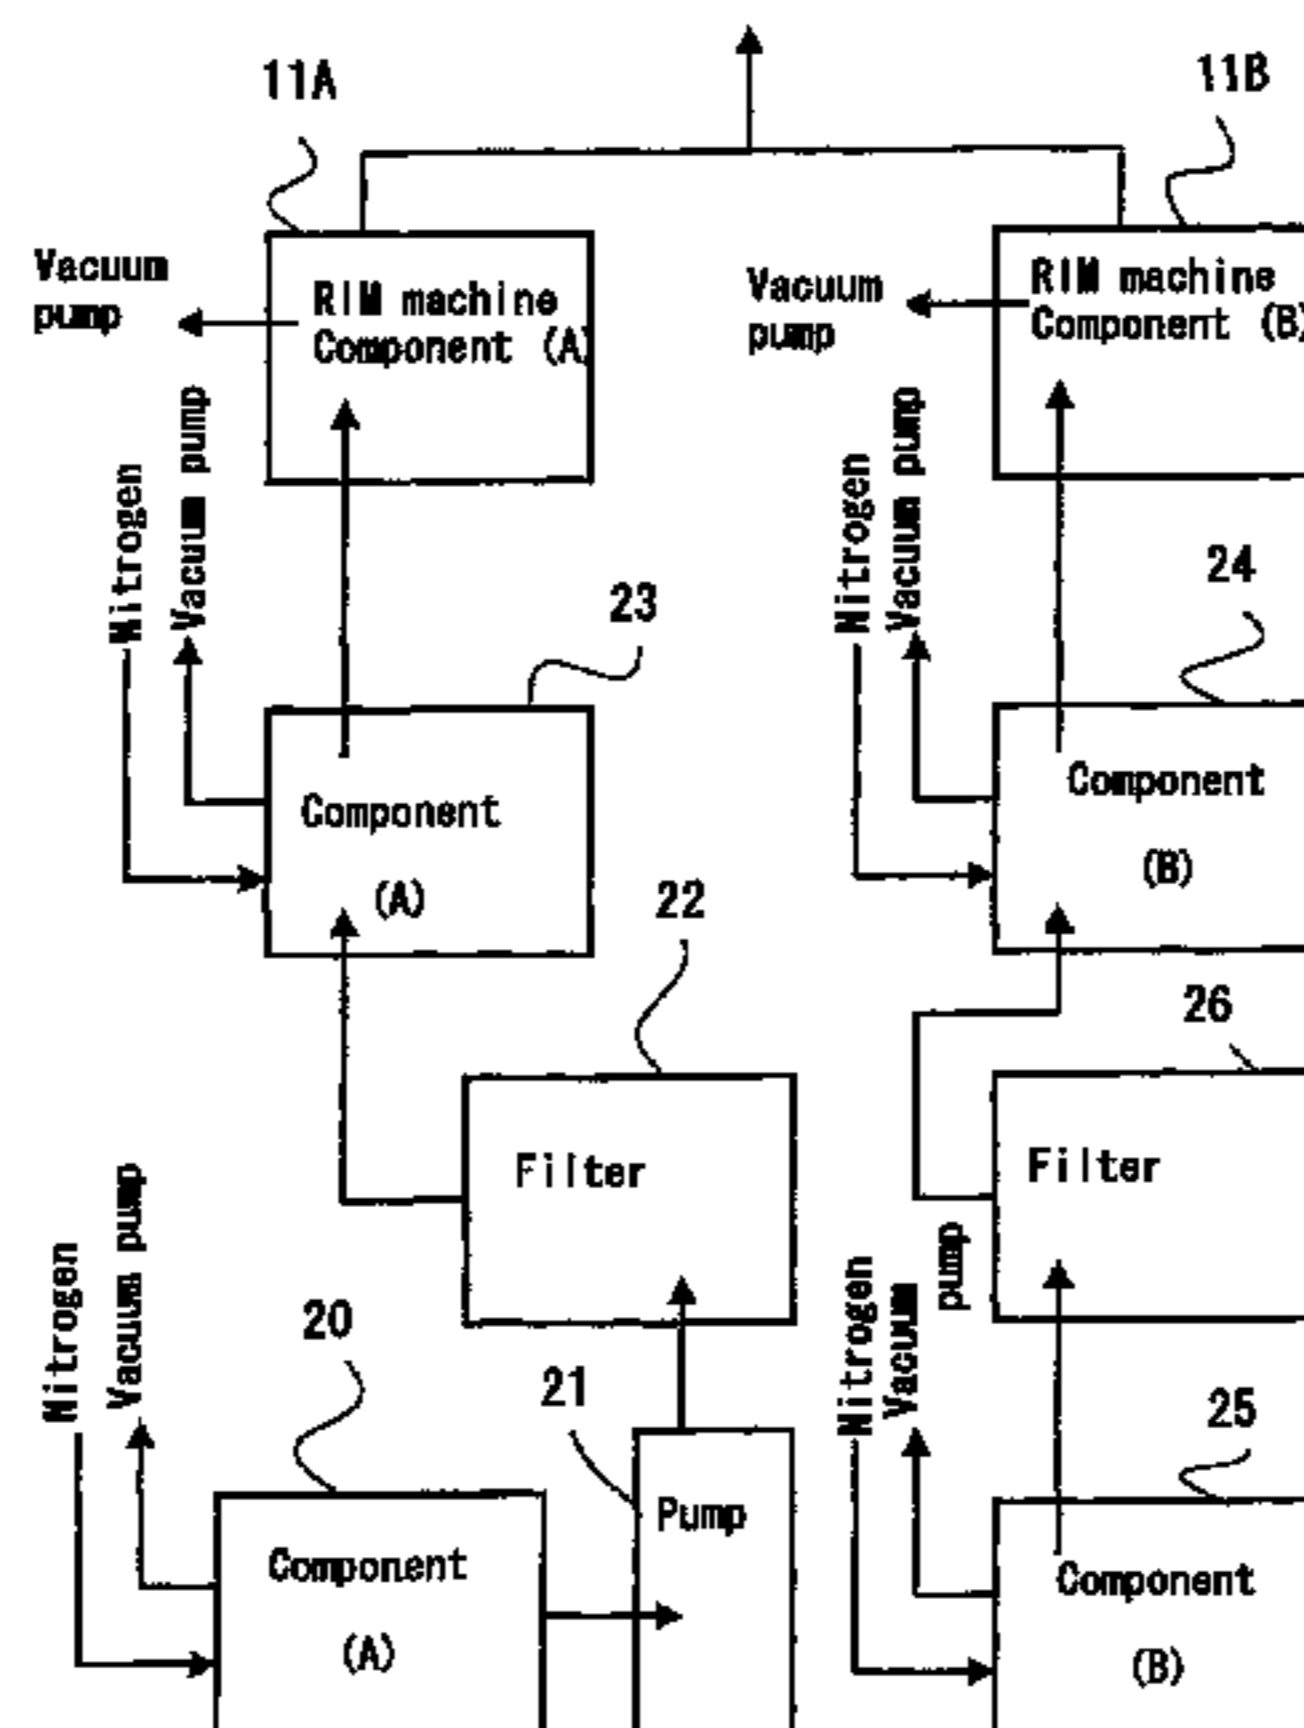 11A
11B
Vacuum
pump
RIM machine
Component (A)
Vacuum
pump
RIM machine
Component (B)
Nitrogen
Vacuum pump
Nitrogen
Vacuum pump
23
24
Component
(A)
Component
(B)
22
26
Filter
Filter
Nitrogen
Vacuum pump
Nitrogen
Vacuum
pump
20
21
25
Component
(A)
Pump
Component
(B)